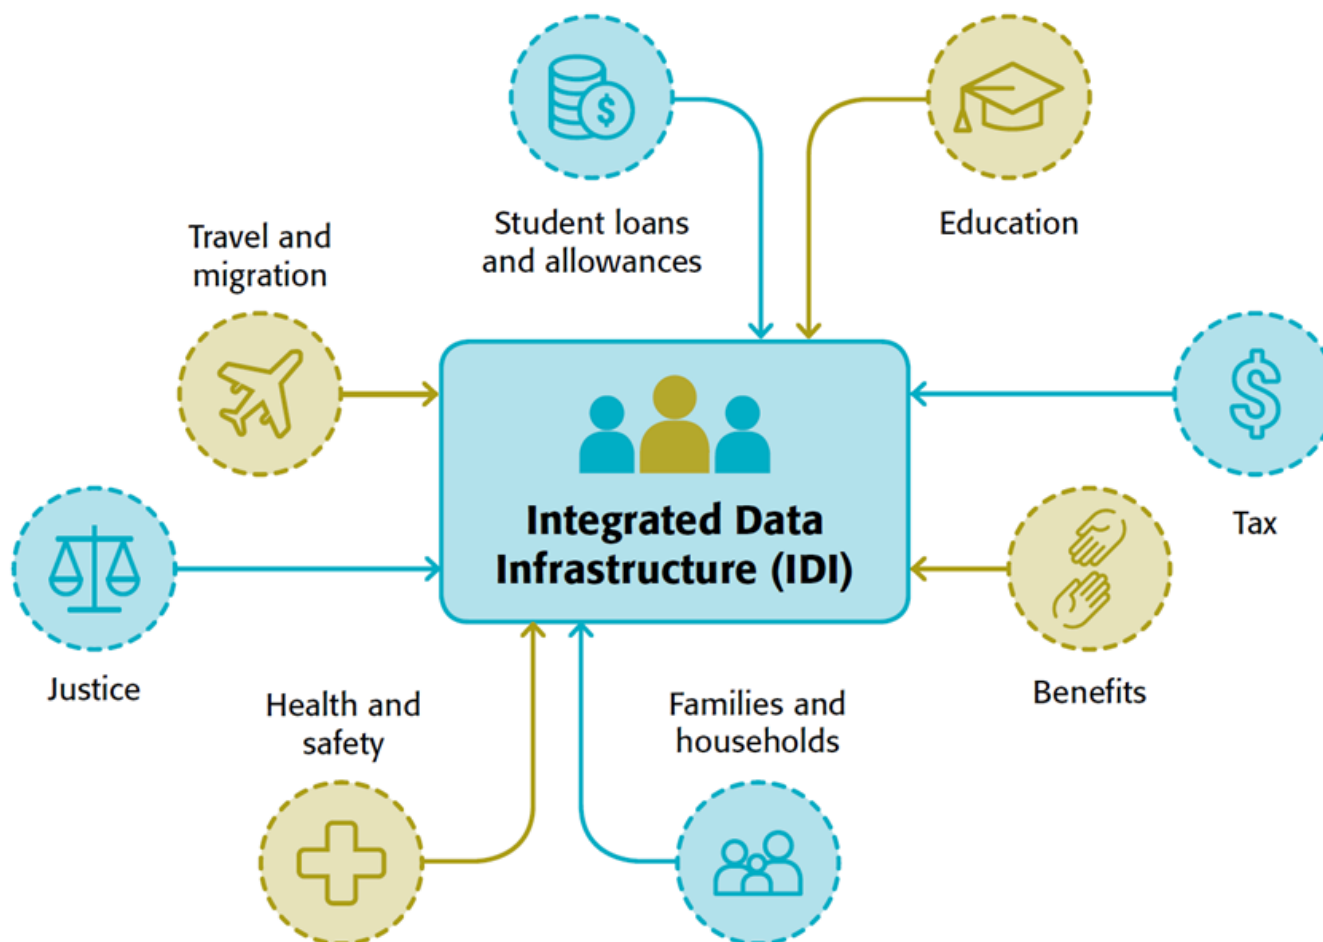 Student loans
and allowances
Education
Travel and
migration
$
$
Tax
Integrated Data
Infrastructure (IDI)
Justice
Benefits
Health and
safety
Families and
households